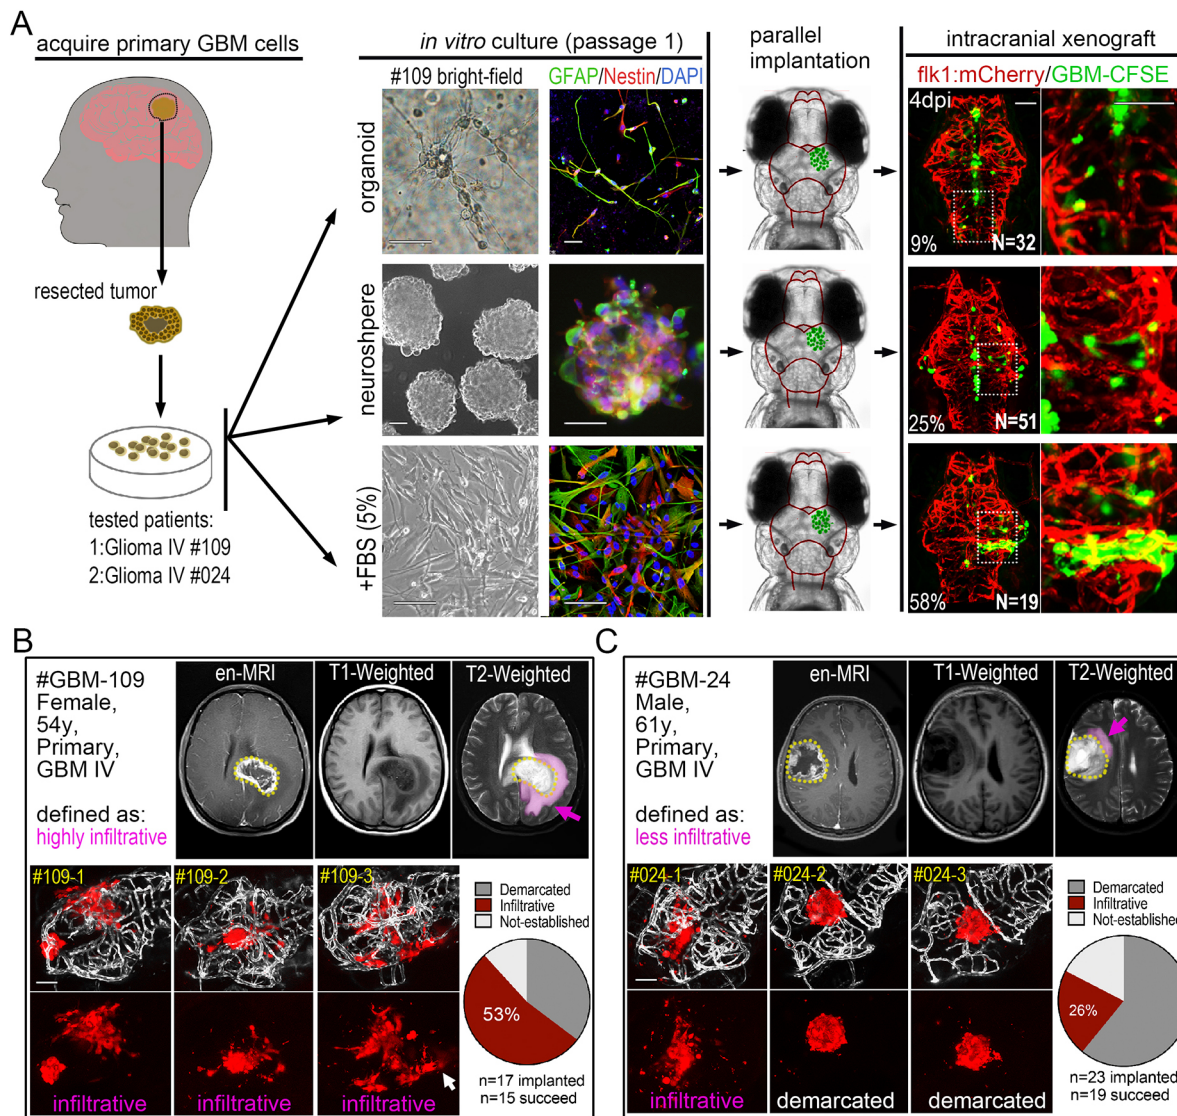 A
acquire primary GBM cells
resected tumor
tested patients:
1:Glioma IV #109
2:Glioma IV #024
in vitro culture (passage 1)
#109 bright-field
GFAP/Nestin/DAPI
organoid
neuroshpere
+FBS (5%)
parallel
implantation
intracranial xenograft
flk1:mCherry/GBM-CFSE
4dpi
9%
N=32
25%
N=51
58%
N=19
B
#GBM-109
Female,
54y,
Primary,
GBM IV
defined as:
highly infiltrative
en-MRI
T1-Weighted
T2-Weighted
#109-1
#109-2
#109-3
infiltrative
infiltrative
infiltrative
Demarcated
Infiltrative
Not-established
53%
n=17 implanted
n=15 succeed
C
#GBM-24
Male,
61y,
Primary,
GBM IV
defined as:
less infiltrative
en-MRI
T1-Weighted
T2-Weighted
#024-1
#024-2
#024-3
infiltrative
demarcated
demarcated
Demarcated
Infiltrative
Not-established
26%
n=23 implanted
n=19 succeed